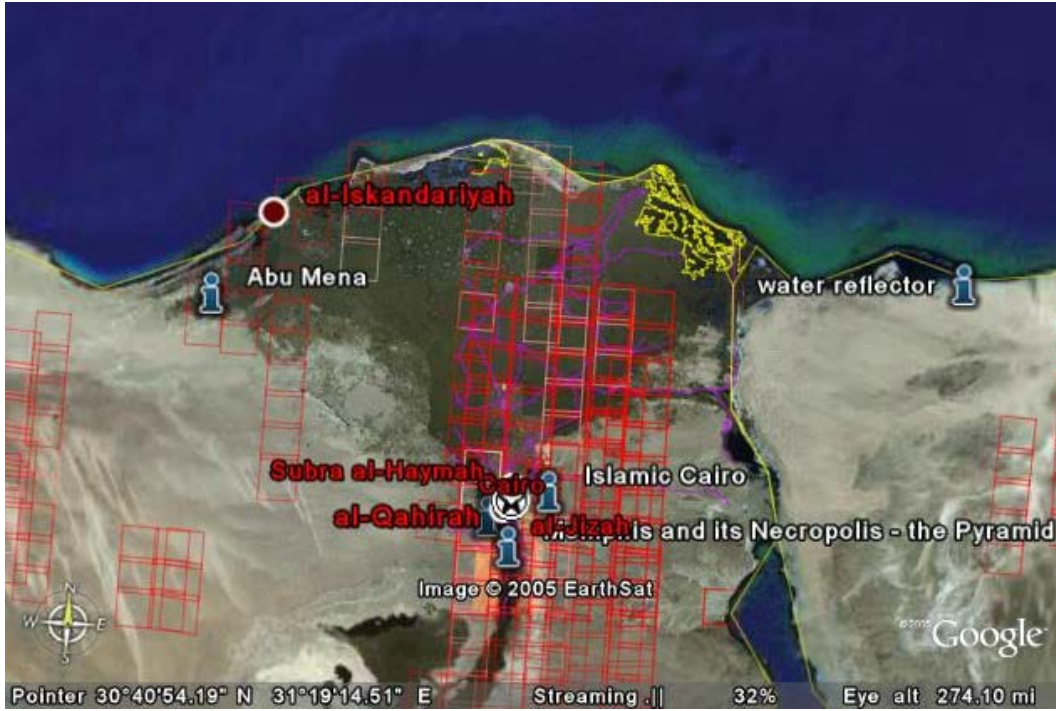 al-Iskandariyah
Abu Mena
water reflector
Subra al-Haymah
Cairo
Islamic Cairo
al-Qahirah
al-Jizah
is and its Necropolis - the Pyramid
Image © 2005 EarthSat
N
W E
S
© 2005 Google
Pointer 30°40'54.19" N 31°19'14.51" E Streaming .|| 32% Eye alt 274.10 mi